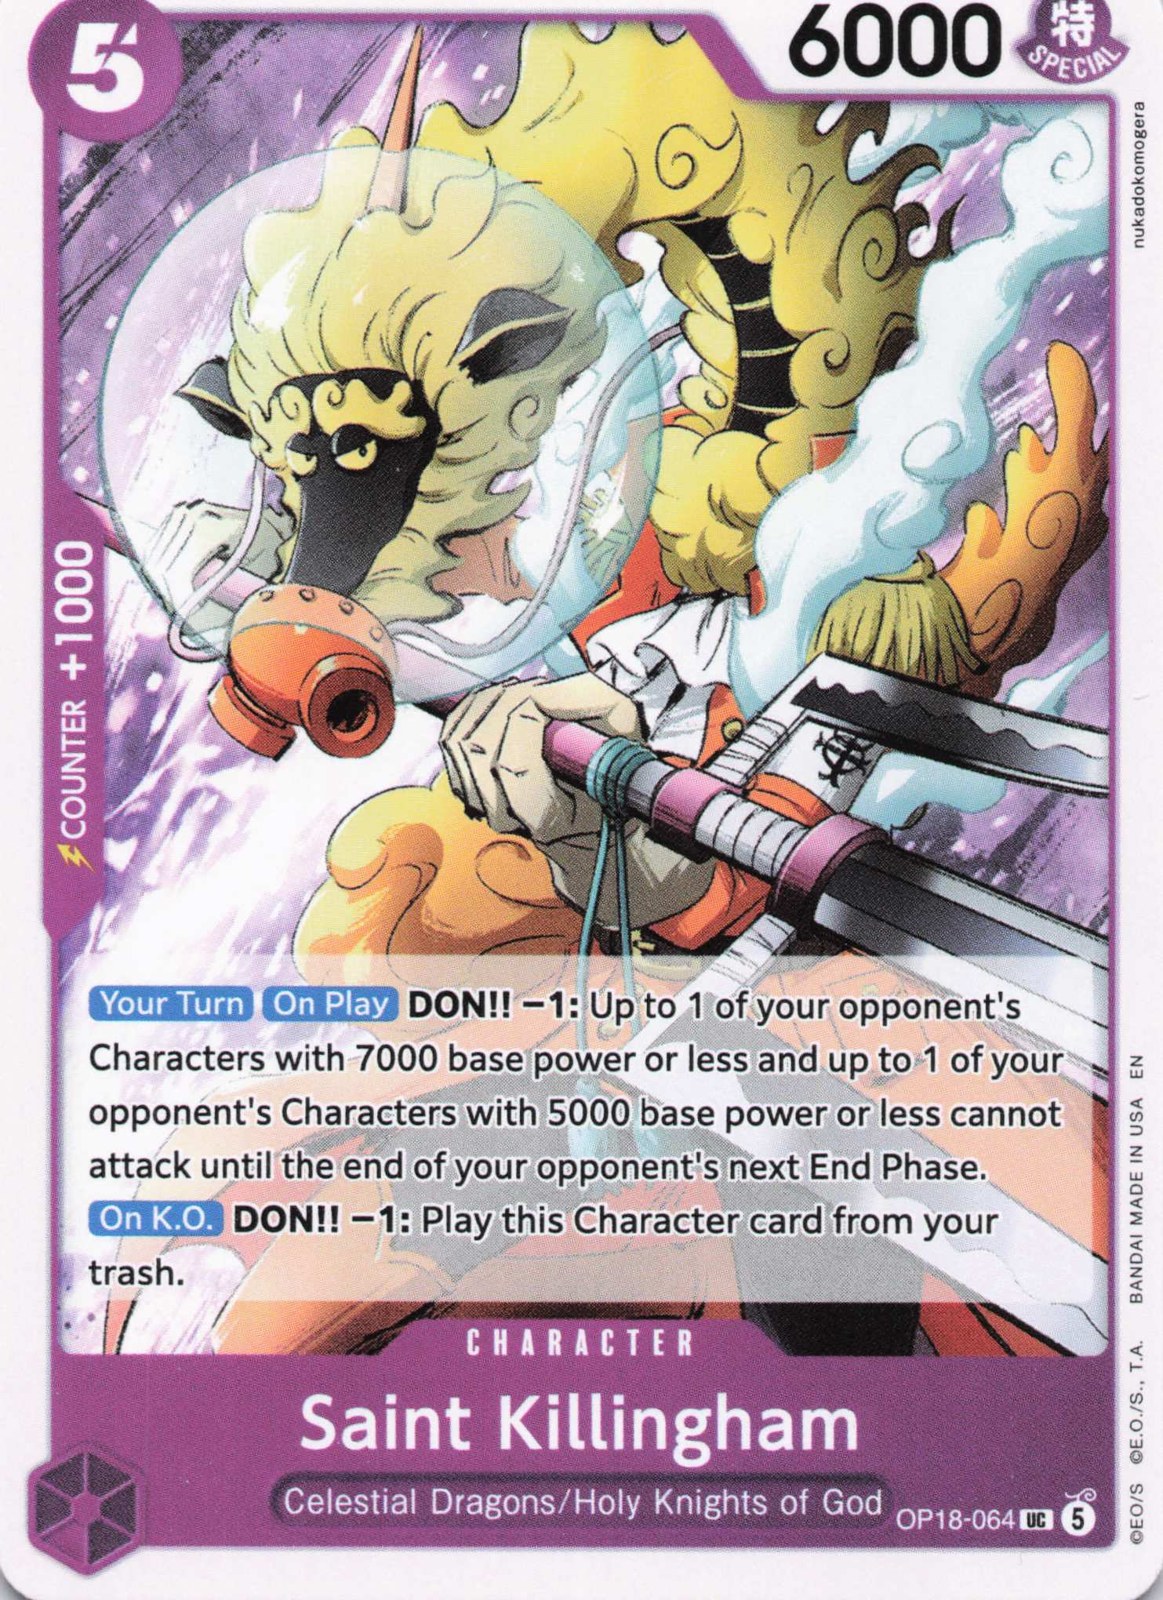 5
6000
特
SPECIAL
nukadokomogera
COUNTER +1000
Your Turn On Play DON!! −1: Up to 1 of your opponent's
Characters with 7000 base power or less and up to 1 of your
opponent's Characters with 5000 base power or less cannot
attack until the end of your opponent's next End Phase.
On K.O. DON!! −1: Play this Character card from your
trash.
CHARACTER
Saint Killingham
Celestial Dragons/Holy Knights of God
OP18-064 UC 5
©EO/S ©E.O./S., T.A. BANDAI MADE IN USA EN